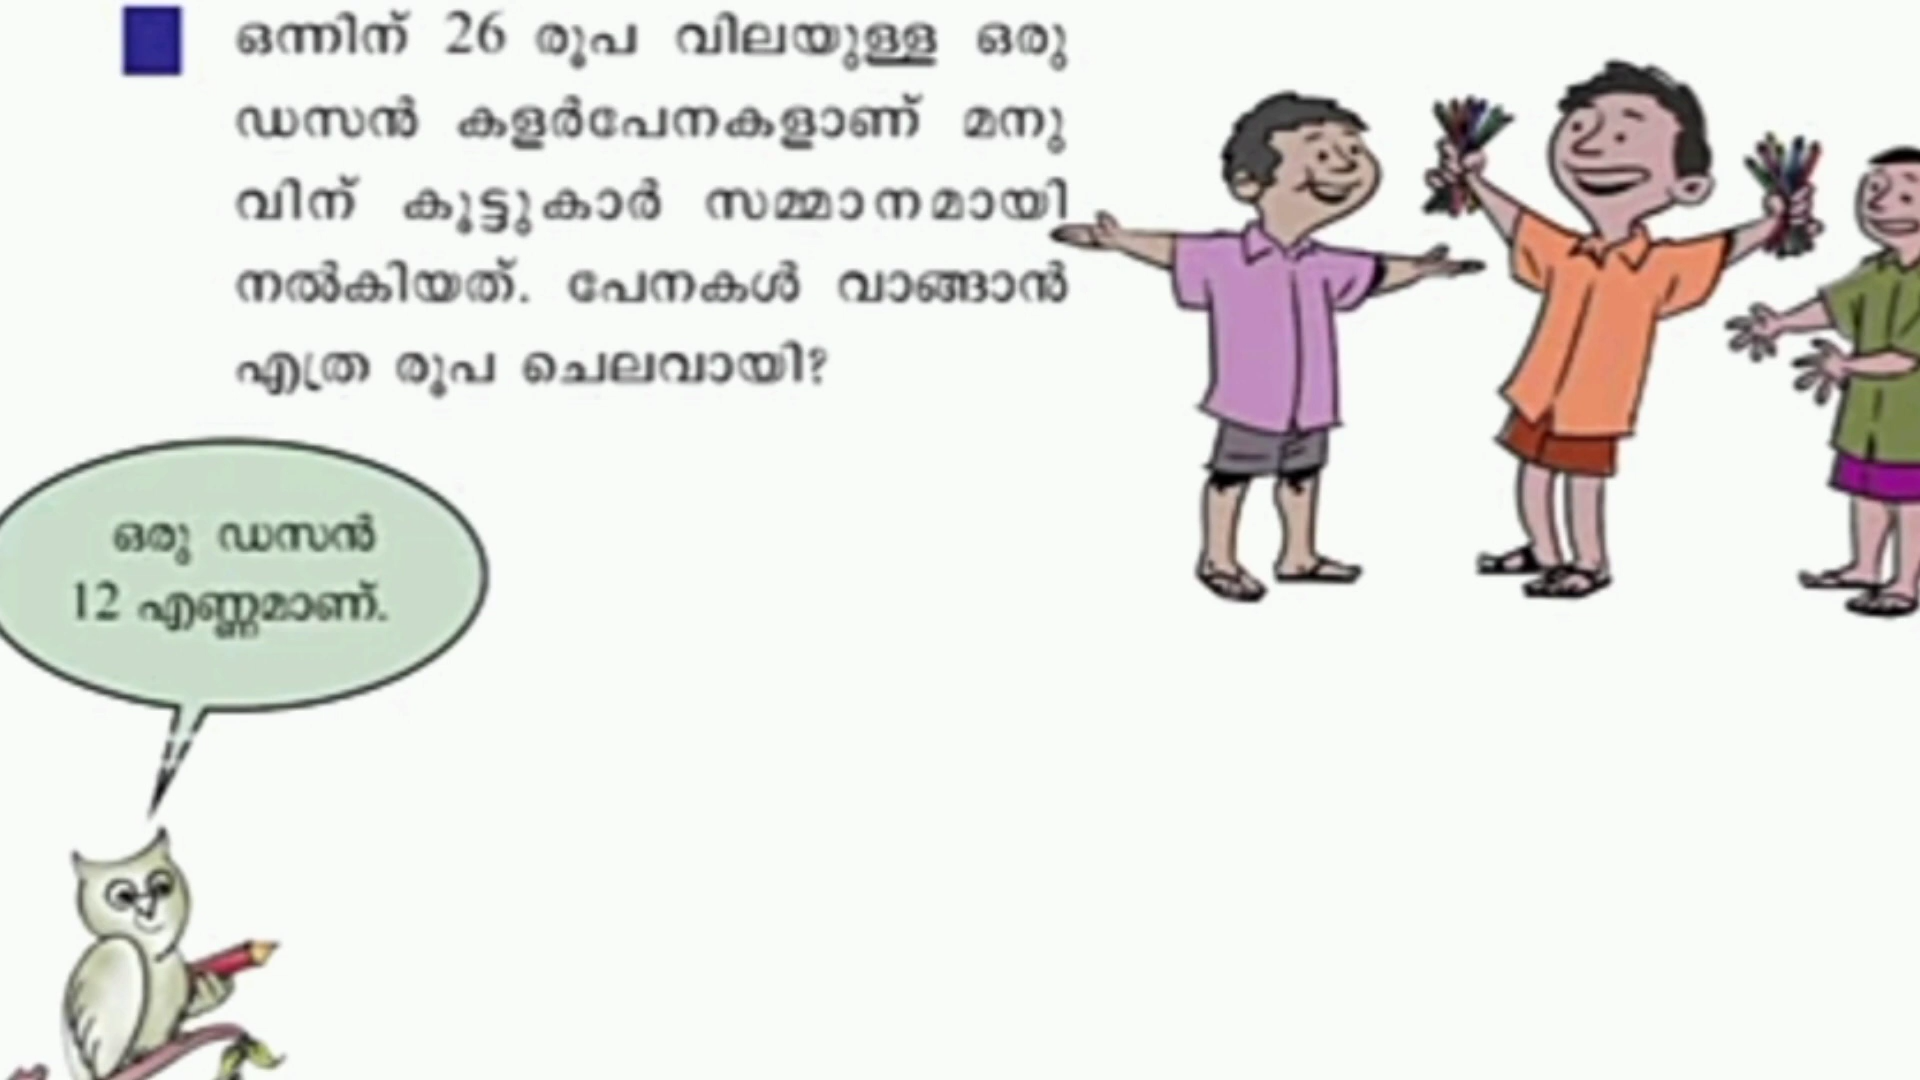 ഒന്നിന് 26 രൂപ വിലയുള്ള ഒരു
ഡസൻ കളർപേനകളാണ് മനു
വിന് കൂട്ടുകാർ സമ്മാനമായി
നൽകിയത്. പേനകൾ വാങ്ങാൻ
എത്ര രൂപ ചെലവായി?
ഒരു ഡസൻ
12 എണ്ണമാണ്.